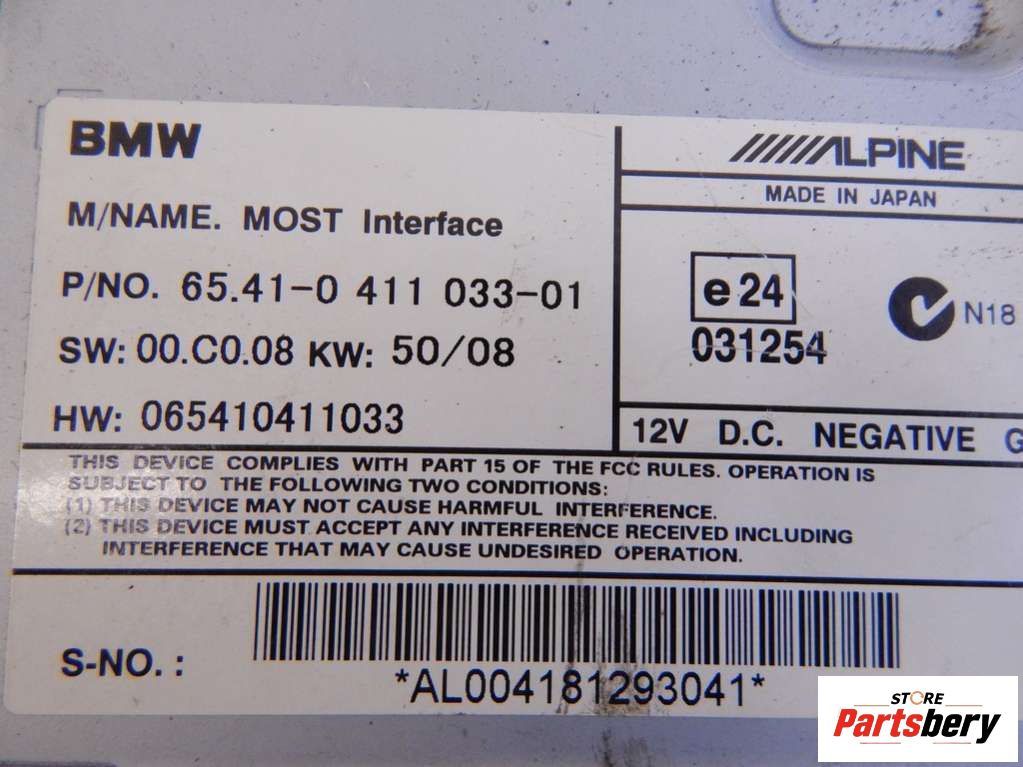 BMW
M/NAME. MOST Interface
P/NO. 65.41-0 411 033-01
SW: 00.C0.08 KW: 50/08
HW: 065410411033
ALPINE
MADE IN JAPAN
e24
031254
N18
12V D.C. NEGATIVE G
THIS DEVICE COMPLIES WITH PART 15 OF THE FCC RULES. OPERATION IS
SUBJECT TO THE FOLLOWING TWO CONDITIONS:
(1) THIS DEVICE MAY NOT CAUSE HARMFUL INTERFERENCE.
(2) THIS DEVICE MUST ACCEPT ANY INTERFERENCE RECEIVED INCLUDING
INTERFERENCE THAT MAY CAUSE UNDESIRED OPERATION.
S-NO. :
*AL004181293041*
STORE
Partsbery